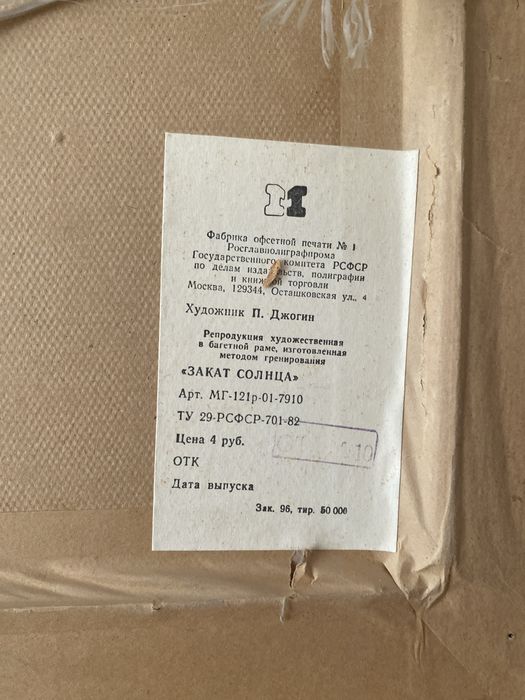 Фабрика офсетной печати № 1
Росглавполиграфпрома
Государственного комитета РСФСР
по делам издательств, полиграфии
и книжной торговли
Москва, 129344, Осташковская ул., 4
Художник П. Джогин
Репродукция художественная
в багетной раме, изготовленная
методом гренирования
«ЗАКАТ СОЛНЦА»
Арт. МГ-121р-01-7910
ТУ 29-РСФСР-701-82
Цена 4 руб.
10
ОТК
Дата выпуска
Зак. 96, тир. 50 000